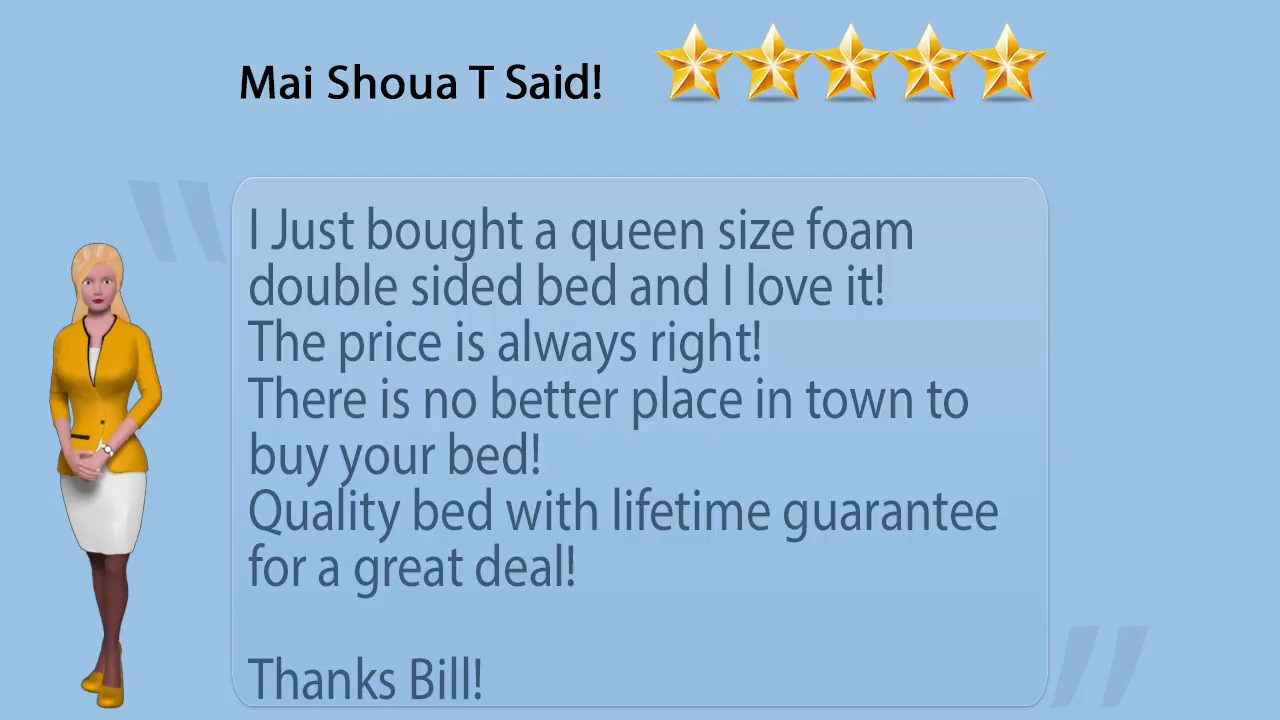 Mai Shoua T Said!
I Just bought a queen size foam
double sided bed and I love it!
The price is always right!
There is no better place in town to
buy your bed!
Quality bed with lifetime guarantee
for a great deal!
Thanks Bill!